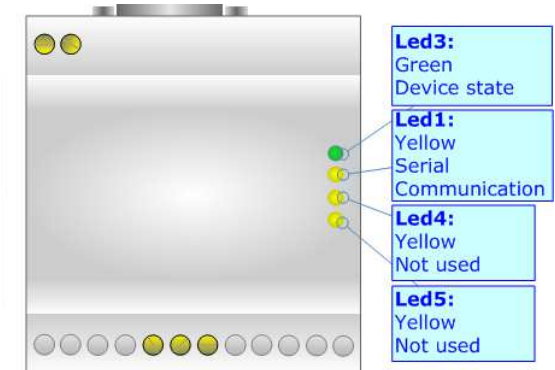 Led3:
Green
Device state
Led1:
Yellow
Serial
Communication
Led4:
Yellow
Not used
Led5:
Yellow
Not used